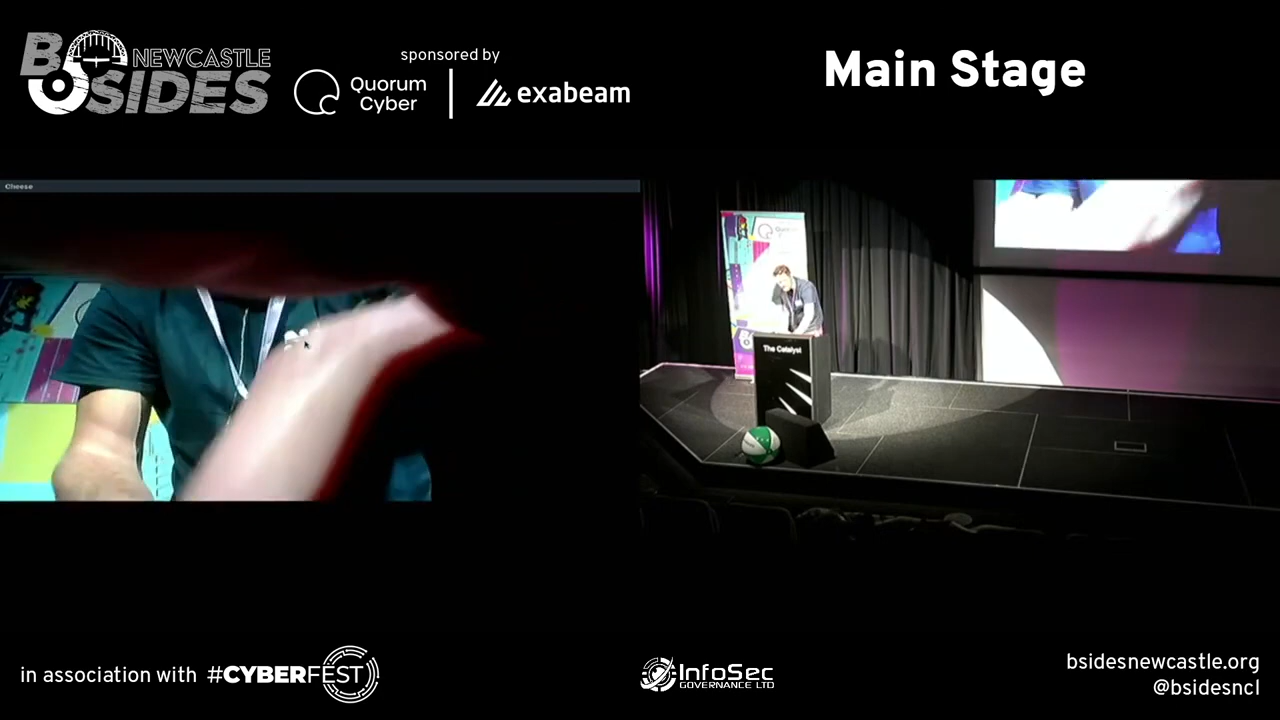 B NEWCASTLE
SIDES
sponsored by
Quorum
Cyber
exabeam
Main Stage
Cheese
The Catalyst
in association with #CYBERFEST
InfoSec
GOVERNANCE LTD
bsidesnewcastle.org
@bsidesncl